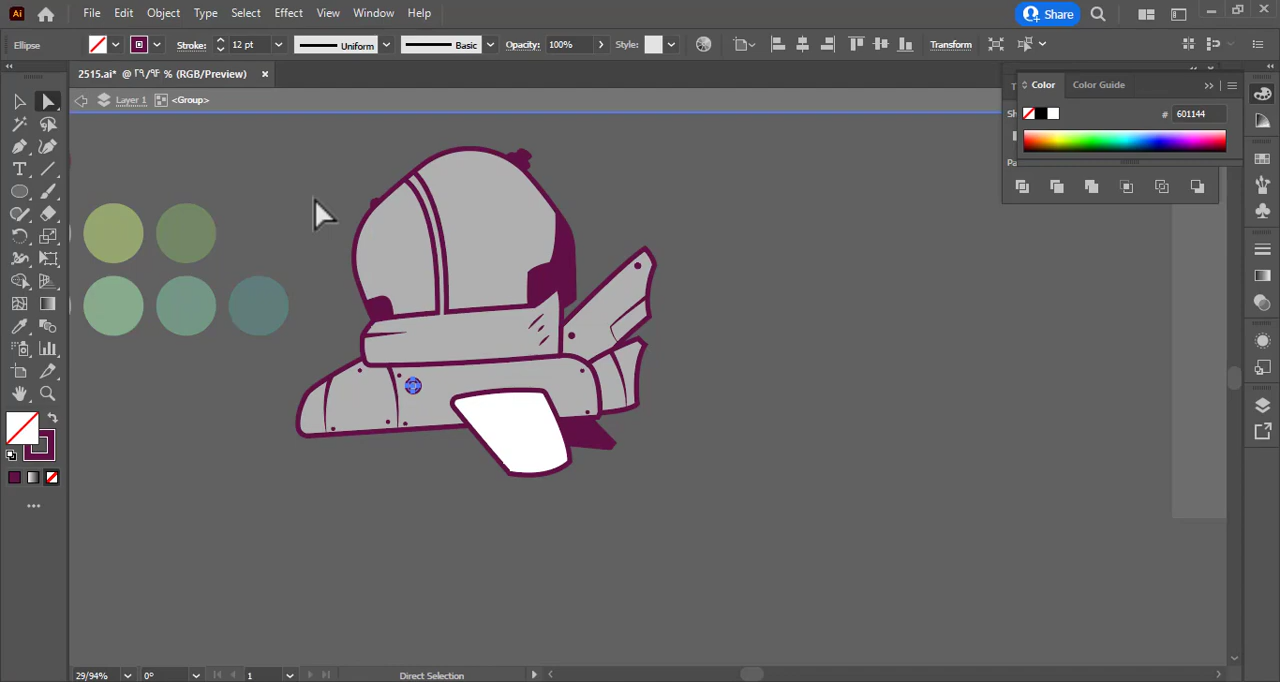 Ai File Edit Object Type Select Effect View Window Help Share
Ellipse Stroke: 12 pt Uniform Basic Opacity: 100% Style: Transform
2515.ai* @ ٢٩/٩۴ % (RGB/Preview) ×
Layer 1 <Group>
Color Color Guide
# 601144
29/94% 0° 1 Direct Selection